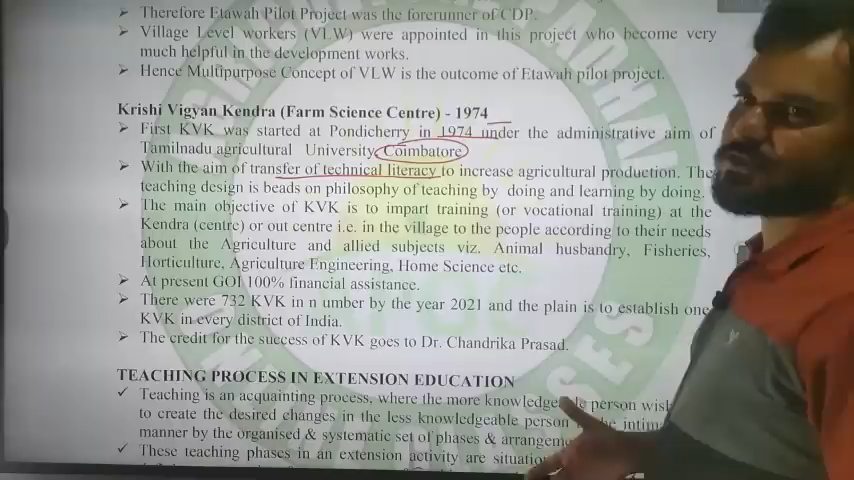 ➢ Therefore Etawah Pilot Project was the forerunner of CDP.
➢ Village Level workers (VLW) were appointed in this project who become very
much helpful in the development works.
➢ Hence Multipurpose Concept of VLW is the outcome of Etawah pilot project.
Krishi Vigyan Kendra (Farm Science Centre) - 1974
➢ First KVK was started at Pondicherry in 1974 under the administrative aim of
Tamilnadu agricultural University, Coimbatore
➢ With the aim of transfer of technical literacy to increase agricultural production. The
teaching design is beads on philosophy of teaching by doing and learning by doing.
➢ The main objective of KVK is to impart training (or vocational training) at the
Kendra (centre) or out centre i.e. in the village to the people according to their needs
about the Agriculture and allied subjects viz. Animal husbandry, Fisheries,
Horticulture, Agriculture Engineering, Home Science etc.
➢ At present GOI 100% financial assistance.
➢ There were 732 KVK in n umber by the year 2021 and the plain is to establish one
KVK in every district of India.
➢ The credit for the success of KVK goes to Dr. Chandrika Prasad.
TEACHING PROCESS IN EXTENSION EDUCATION
✓ Teaching is an acquainting process, where the more person wish
to create the desired changes in the less knowledgeable person
manner by the organised & systematic set of phases &
✓ These teaching phases in an extension activity are